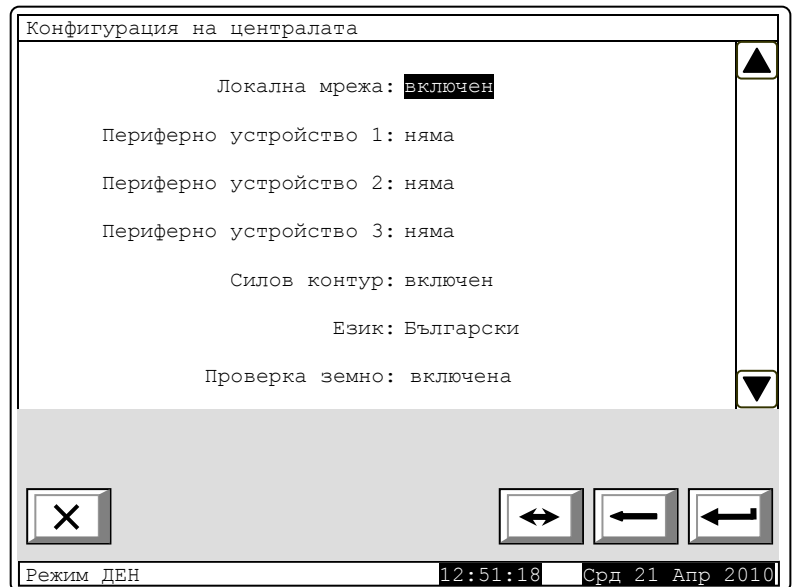 Конфигурация на централата
Локална мрежа: включен
Периферно устройство 1: няма
Периферно устройство 2: няма
Периферно устройство 3: няма
Силов контур: включен
Език: Български
Проверка земно: включена
Режим ДЕН 12:51:18 Срд 21 Апр 2010